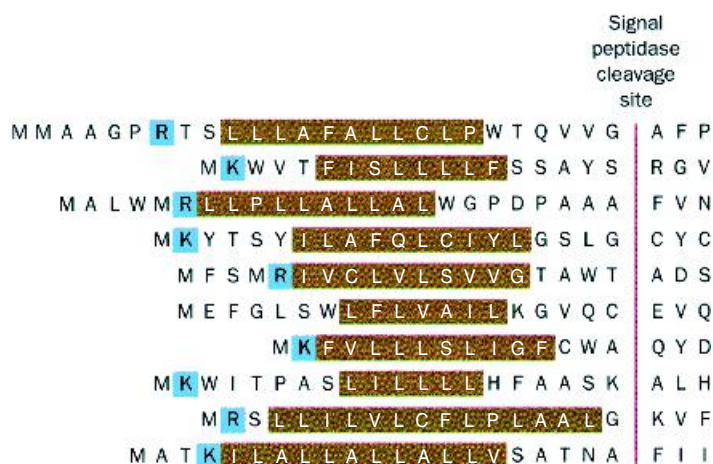 Signal
peptidase
cleavage
site
M M A A G P R T S L L L A F A L L C L P W T Q V V G A F P
M K W V T F I S L L L L F S S A Y S R G V
M A L W M R L L P L L A L L A L W G P D P A A A F V N
M K Y T S Y I L A F Q L C I Y L G S L G C Y C
M F S M R I V C L V L S V V G T A W T A D S
M E F G L S W L F L V A I L K G V Q C E V Q
M K F V L L L S L I G F C W A Q Y D
M K W I T P A S L I L L L L H F A A S K A L H
M R S L L I L V L C F L P L A A L G K V F
M A T K I L A L L A L L A L L V S A T N A F I I